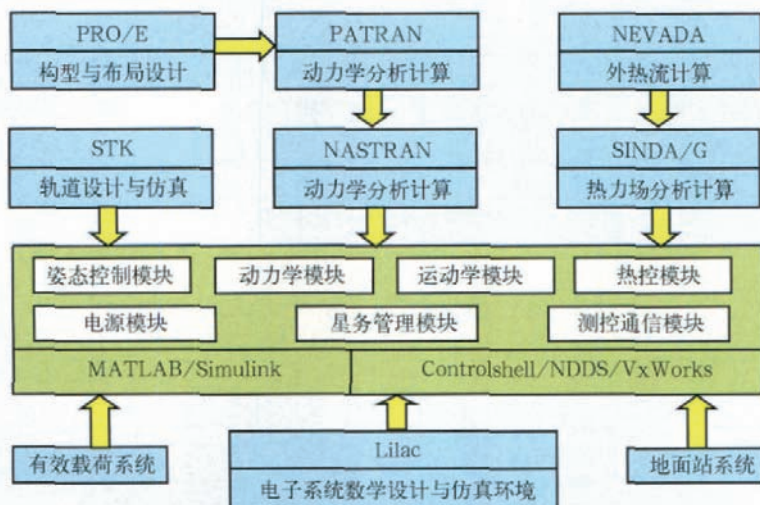 PRO/E
构型与布局设计
PATRAN
动力学分析计算
NEVADA
外热流计算
STK
轨道设计与仿真
NASTRAN
动力学分析计算
SINDA/G
热力场分析计算
姿态控制模块
动力学模块
运动学模块
热控模块
电源模块
星务管理模块
测控通信模块
MATLAB/Simulink
Controlshell/NDDS/VxWorks
有效载荷系统
Lilac
电子系统数学设计与仿真环境
地面站系统